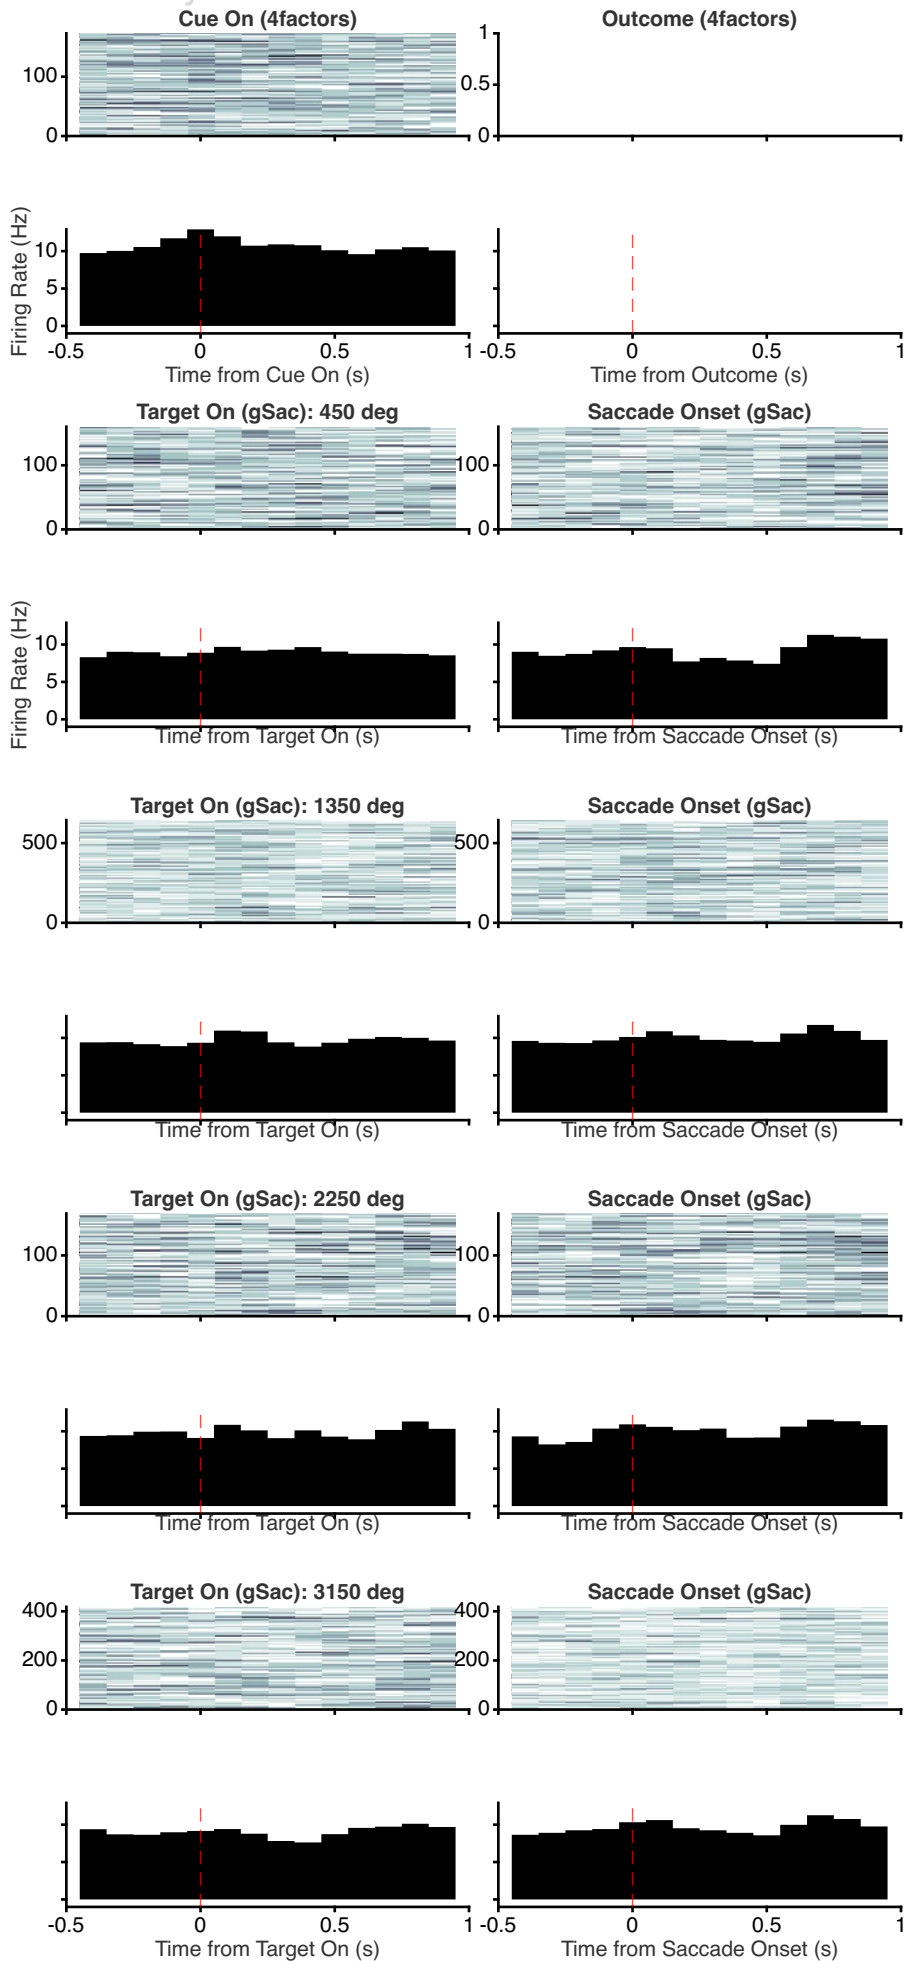 Cue On (4factors)
Outcome (4factors)
100
0
1
0.5
0
Firing Rate (Hz)
10
5
0
-0.5 0 0.5 1
Time from Cue On (s)
-0.5 0 0.5 1
Time from Outcome (s)
Target On (gSac): 450 deg
Saccade Onset (gSac)
100
0
100
0
Firing Rate (Hz)
10
5
0
Time from Target On (s)
Time from Saccade Onset (s)
Target On (gSac): 1350 deg
Saccade Onset (gSac)
500
0
500
0
Time from Target On (s)
Time from Saccade Onset (s)
Target On (gSac): 2250 deg
Saccade Onset (gSac)
100
0
100
0
Time from Target On (s)
Time from Saccade Onset (s)
Target On (gSac): 3150 deg
Saccade Onset (gSac)
400
200
0
400
200
0
-0.5 0 0.5 1
Time from Target On (s)
-0.5 0 0.5 1
Time from Saccade Onset (s)